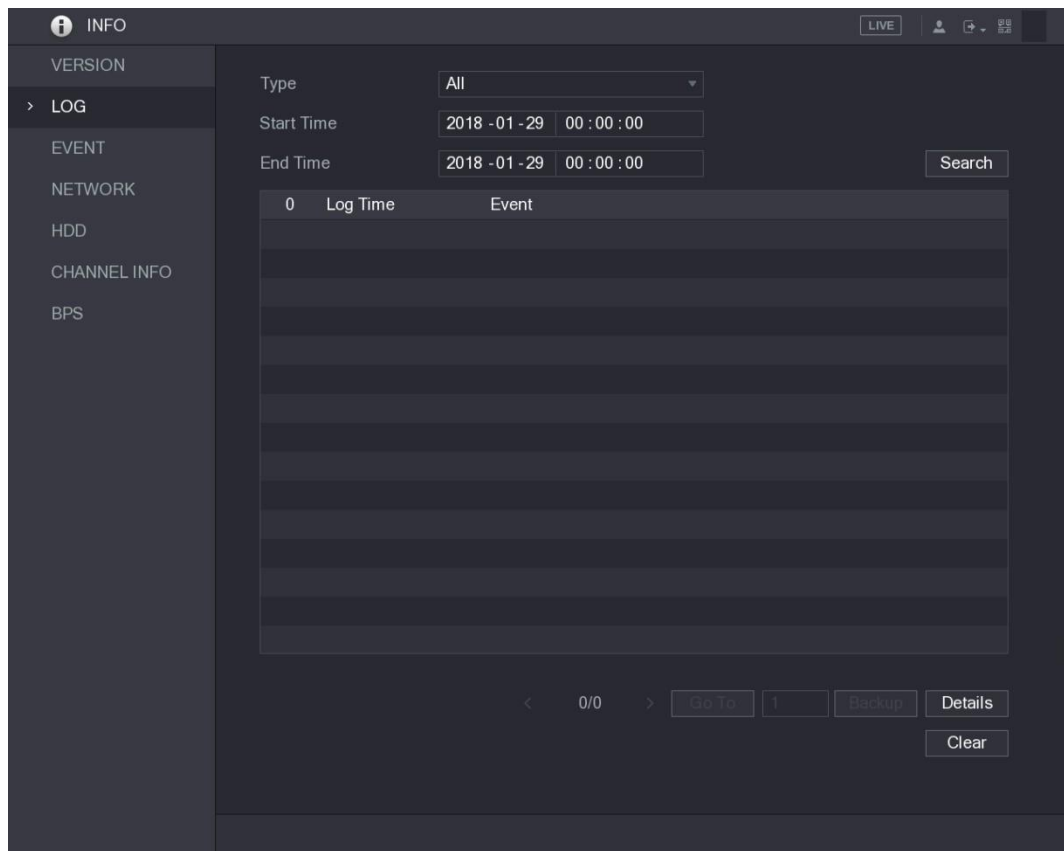 INFO
LIVE
VERSION
LOG
EVENT
NETWORK
HDD
CHANNEL INFO
BPS
Type All
Start Time 2018 - 01 - 29 00 : 00 : 00
End Time 2018 - 01 - 29 00 : 00 : 00
Search
0 Log Time Event
< 0/0 > Go To 1 Backup Details
Clear